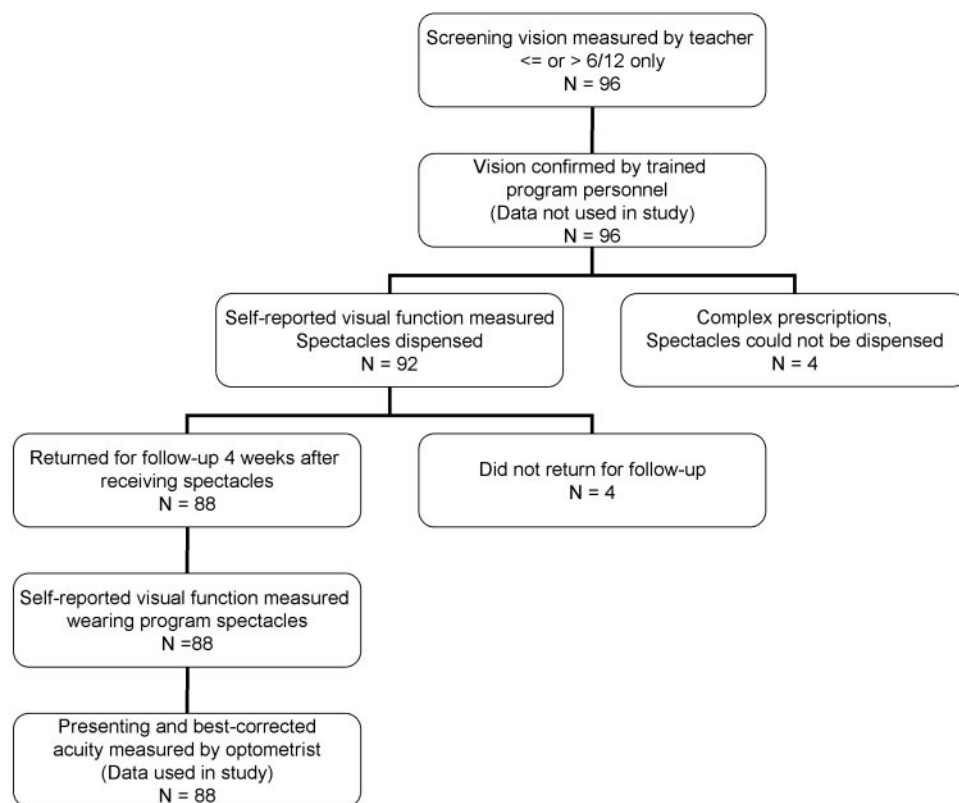 Screening vision measured by teacher
<= or > 6/12 only
N = 96
Vision confirmed by trained
program personnel
(Data not used in study)
N = 96
Self-reported visual function measured
Spectacles dispensed
N = 92
Complex prescriptions,
Spectacles could not be dispensed
N = 4
Returned for follow-up 4 weeks after
receiving spectacles
N = 88
Did not return for follow-up
N = 4
Self-reported visual function measured
wearing program spectacles
N =88
Presenting and best-corrected
acuity measured by optometrist
(Data used in study)
N = 88